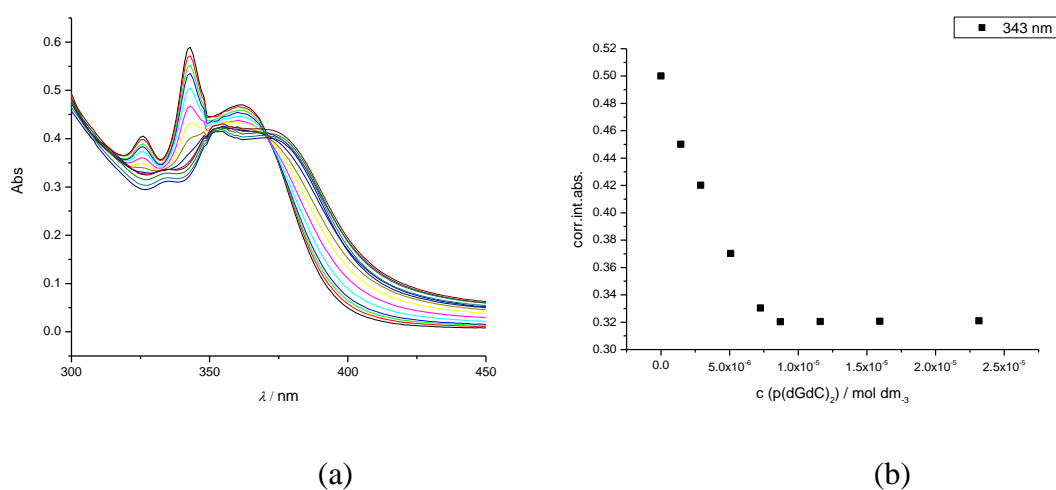 0.6
0.5
0.4
0.3
0.2
0.1
0.0
Abs
300
350
400
450
λ / nm
(a)
343 nm
0.52
0.50
0.48
0.46
0.44
0.42
0.40
0.38
0.36
0.34
0.32
0.30
corr.int.abs.
0.0
5.0x10⁻⁶
1.0x10⁻⁵
1.5x10⁻⁵
2.0x10⁻⁵
2.5x10⁻⁵
c (p(dGdC)₂) / mol dm₋₃
(b)